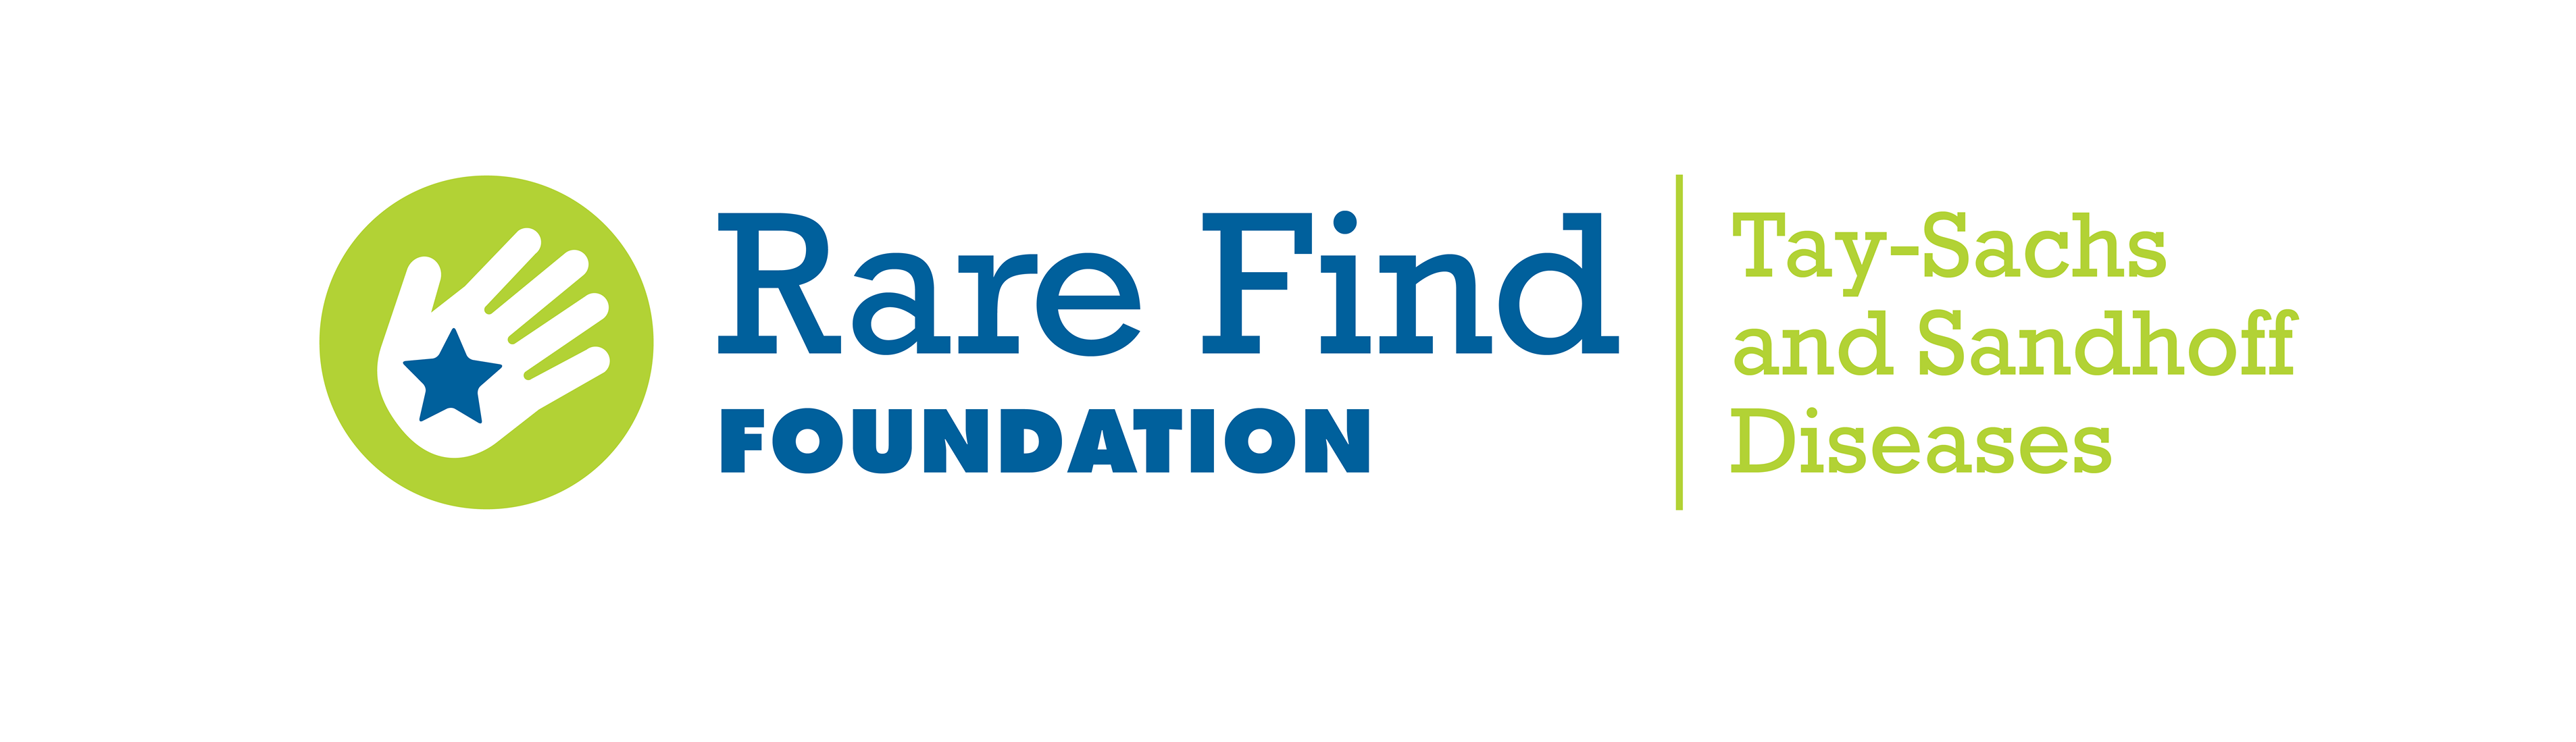 Rare Find
FOUNDATION
Tay-Sachs
and Sandhoff
Diseases